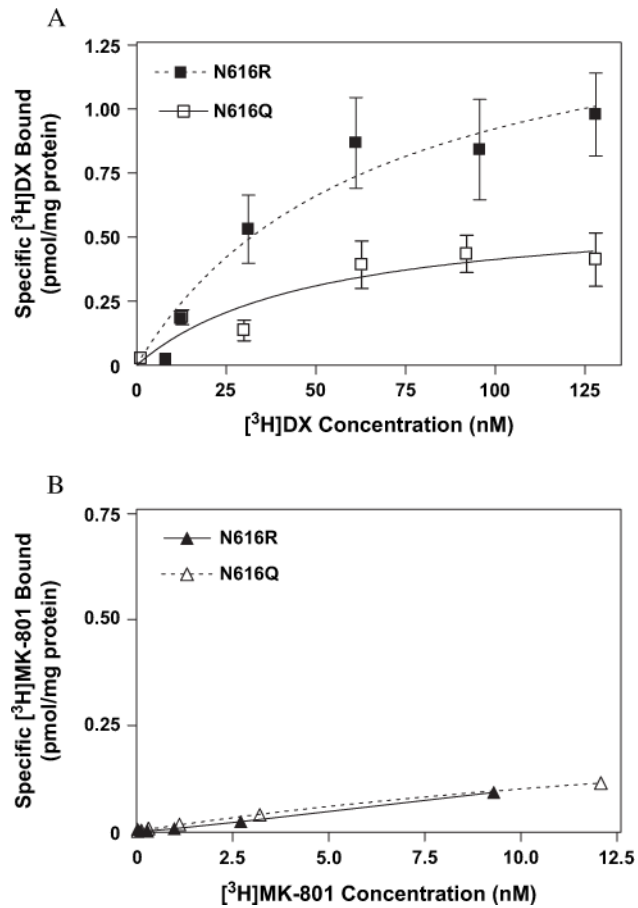 A
1.25
1.00
0.75
0.50
0.25
0
N616R
N616Q
Specific [³H]DX Bound
(pmol/mg protein)
0 25 50 75 100 125
[³H]DX Concentration (nM)
B
0.75
0.50
0.25
0
N616R
N616Q
Specific [³H]MK-801 Bound
(pmol/mg protein)
0 2.5 5.0 7.5 10.0 12.5
[³H]MK-801 Concentration (nM)